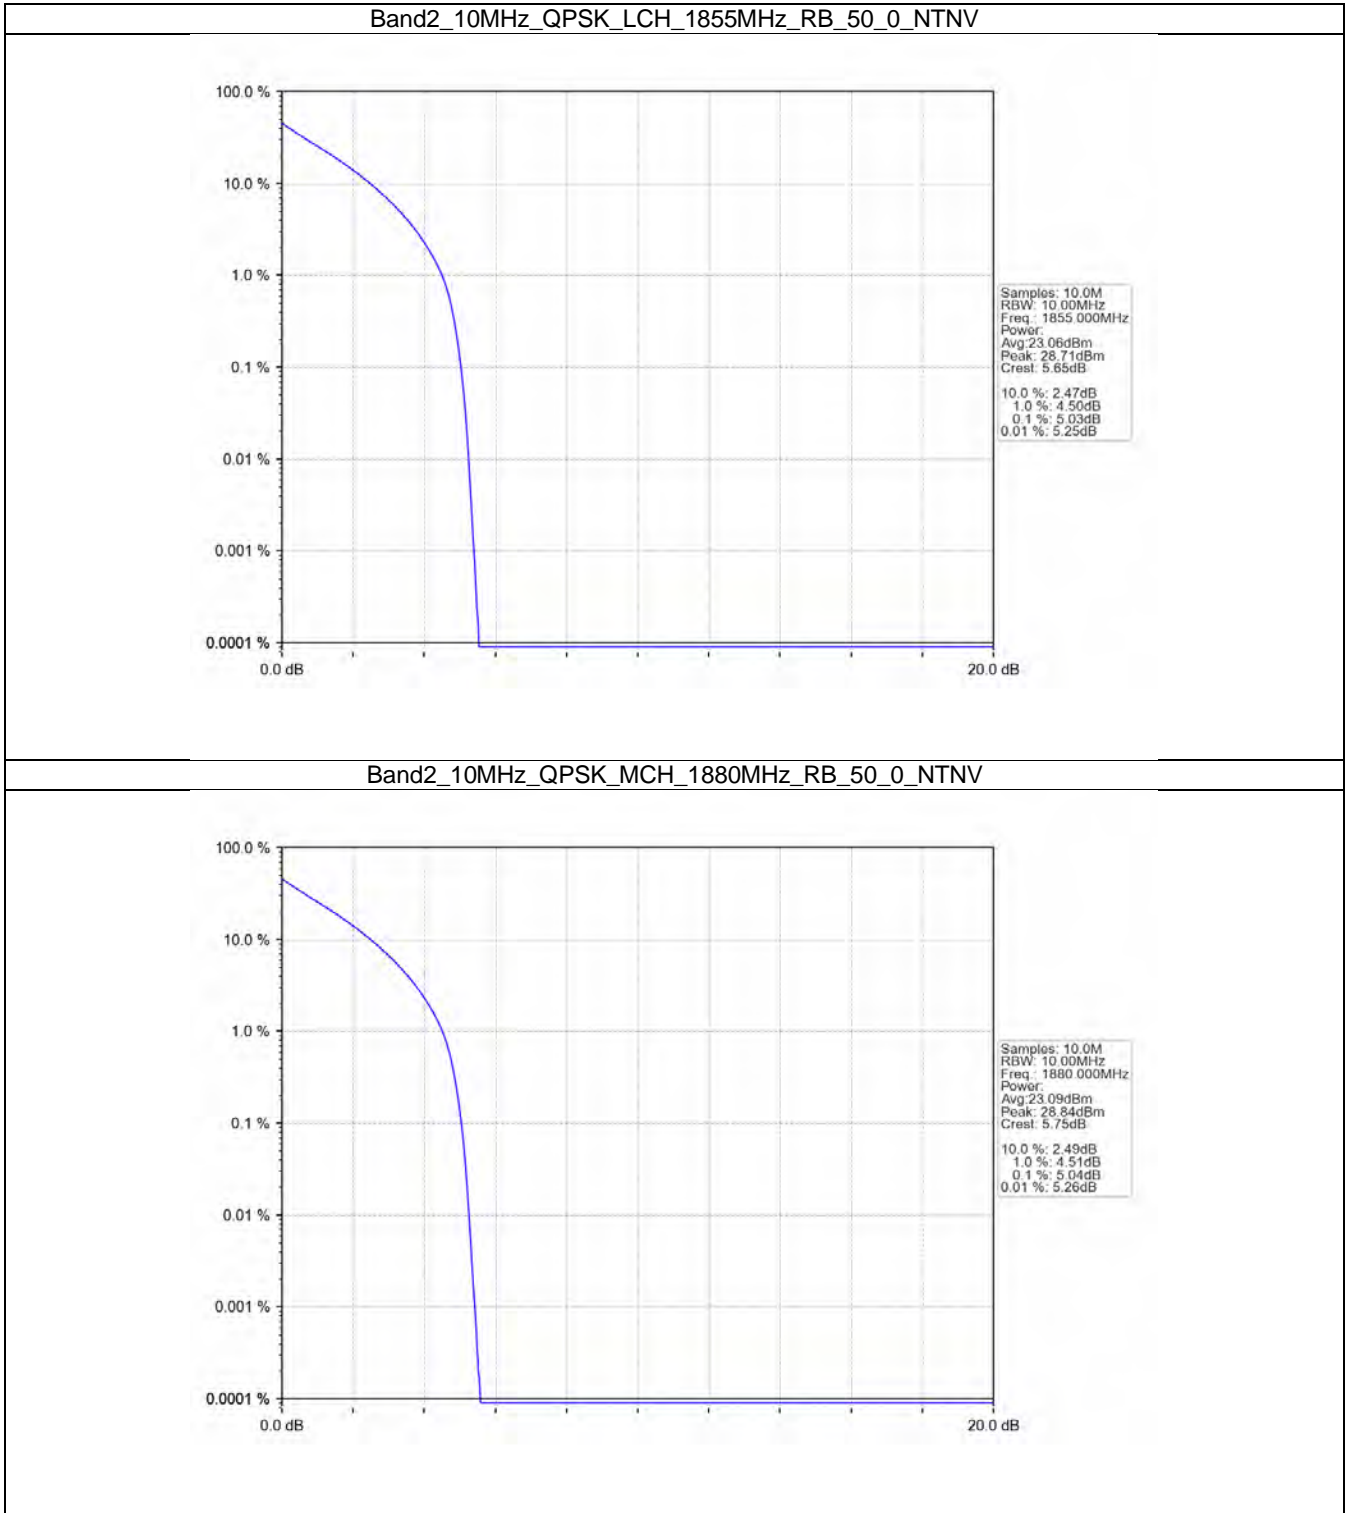 Band2_10MHz_QPSK_LCH_1855MHz_RB_50_0_NTNV
100.0 %
10.0 %
1.0 %
0.1 %
0.01 %
0.001 %
0.0001 %
0.0 dB
20.0 dB
Samples: 10.0M
RBW: 10.00MHz
Freq.: 1855.000MHz
Power:
Avg:23.06dBm
Peak: 28.71dBm
Crest: 5.65dB
10.0 %: 2.47dB
1.0 %: 4.50dB
0.1 %: 5.03dB
0.01 %: 5.25dB
Band2_10MHz_QPSK_MCH_1880MHz_RB_50_0_NTNV
100.0 %
10.0 %
1.0 %
0.1 %
0.01 %
0.001 %
0.0001 %
0.0 dB
20.0 dB
Samples: 10.0M
RBW: 10.00MHz
Freq.: 1880.000MHz
Power:
Avg:23.09dBm
Peak: 28.84dBm
Crest: 5.75dB
10.0 %: 2.49dB
1.0 %: 4.51dB
0.1 %: 5.04dB
0.01 %: 5.26dB